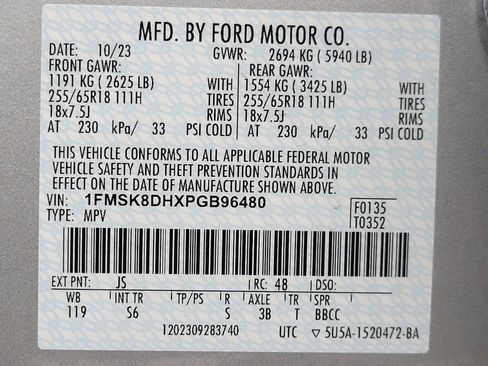 MFD. BY FORD MOTOR CO.
DATE: 10/23 GVWR: 2694 KG ( 5940 LB)
FRONT GAWR: REAR GAWR:
1191 KG ( 2625 LB) WITH 1554 KG ( 3425 LB) WITH
255/65R18 111H TIRES 255/65R18 111H TIRES
18x7.5J RIMS 18x7.5J RIMS
AT 230 kPa/ 33 PSI COLD AT 230 kPa/ 33 PSI COLD
THIS VEHICLE CONFORMS TO ALL APPLICABLE FEDERAL MOTOR
VEHICLE SAFETY AND THEFT PREVENTION STANDARDS IN
EFFECT ON THE DATE OF MANUFACTURE SHOWN ABOVE.
VIN: 1FMSK8DHXPGB96480 F0135
TYPE: MPV T0352
EXT PNT: JS RC: 48 DSO:
WB INT TR TP/PS R AXLE TR SPR
119 S6 S 3B T BBCC
1202309283740 UTC ▽ 5U5A-1520472-BA